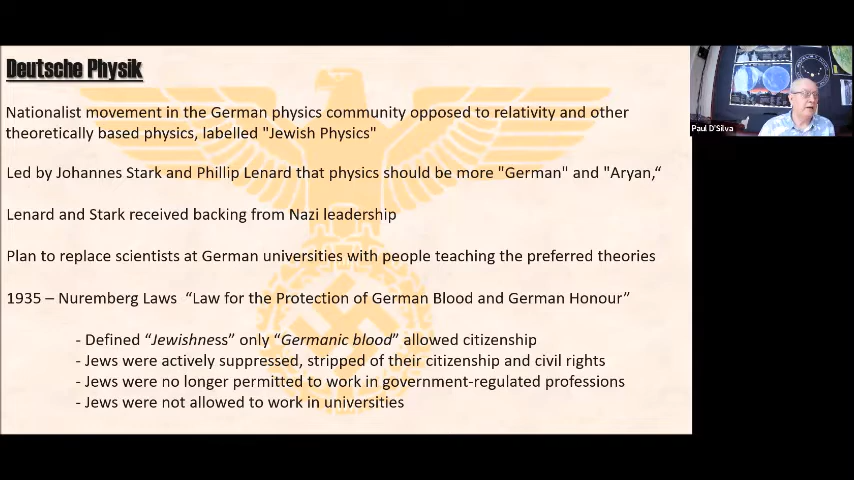 Deutsche Physik
Nationalist movement in the German physics community opposed to relativity and other
theoretically based physics, labelled "Jewish Physics"
Led by Johannes Stark and Phillip Lenard that physics should be more "German" and "Aryan,“
Lenard and Stark received backing from Nazi leadership
Plan to replace scientists at German universities with people teaching the preferred theories
1935 – Nuremberg Laws “Law for the Protection of German Blood and German Honour”
- Defined “Jewishness” only “Germanic blood” allowed citizenship
- Jews were actively suppressed, stripped of their citizenship and civil rights
- Jews were no longer permitted to work in government-regulated professions
- Jews were not allowed to work in universities
Paul D'Silva